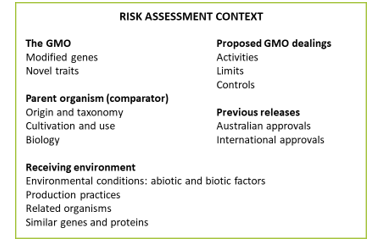 RISK ASSESSMENT CONTEXT
The GMO
Modified genes
Novel traits
Parent organism (comparator)
Origin and taxonomy
Cultivation and use
Biology
Proposed GMO dealings
Activities
Limits
Controls
Previous releases
Australian approvals
International approvals
Receiving environment
Environmental conditions: abiotic and biotic factors
Production practices
Related organisms
Similar genes and proteins